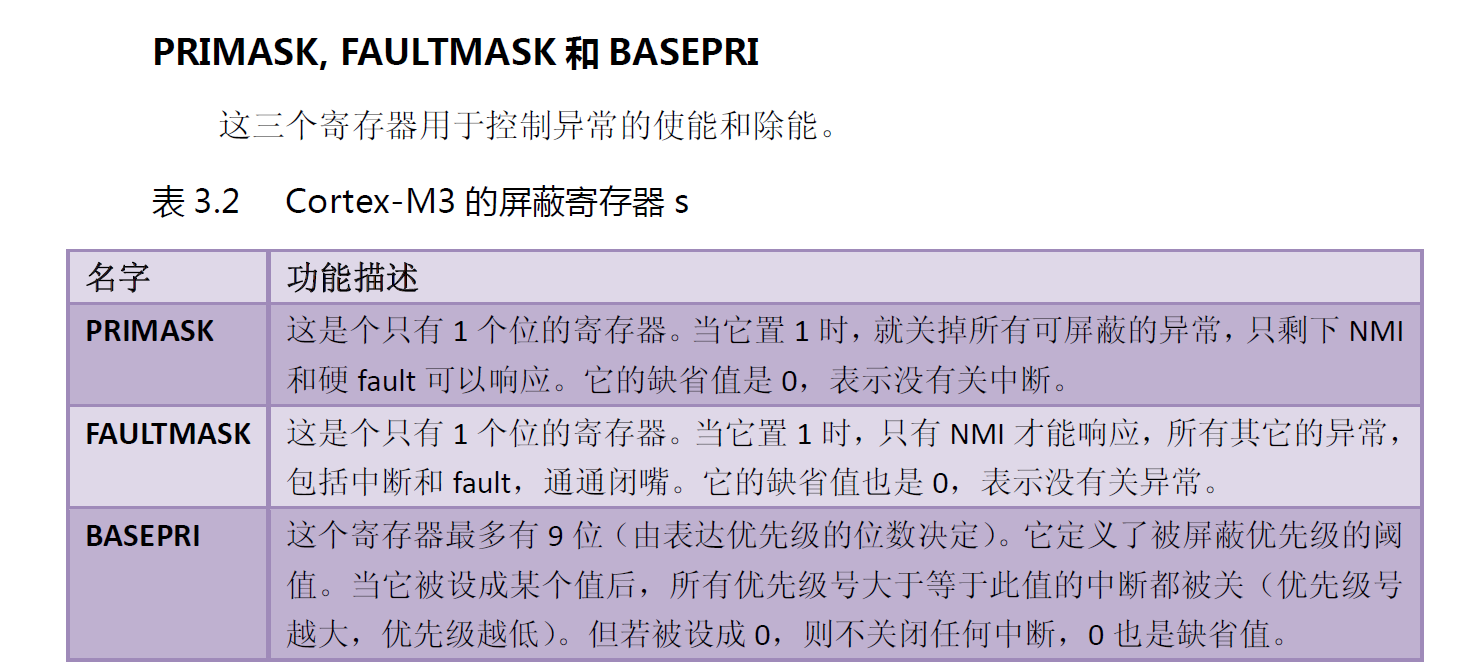 PRIMASK, FAULTMASK 和 BASEPRI
这三个寄存器用于控制异常的使能和除能。
表 3.2 Cortex-M3 的屏蔽寄存器 s
名字 功能描述
PRIMASK 这是个只有 1 个位的寄存器。当它置 1 时，就关掉所有可屏蔽的异常，只剩下 NMI
和硬 fault 可以响应。它的缺省值是 0，表示没有关中断。
FAULTMASK 这是个只有 1 个位的寄存器。当它置 1 时，只有 NMI 才能响应，所有其它的异常，
包括中断和 fault，通通闭嘴。它的缺省值也是 0，表示没有关异常。
BASEPRI 这个寄存器最多有 9 位（由表达优先级的位数决定）。它定义了被屏蔽优先级的阈
值。当它被设成某个值后，所有优先级号大于等于此值的中断都被关（优先级号
越大，优先级越低）。但若被设成 0，则不关闭任何中断，0 也是缺省值。